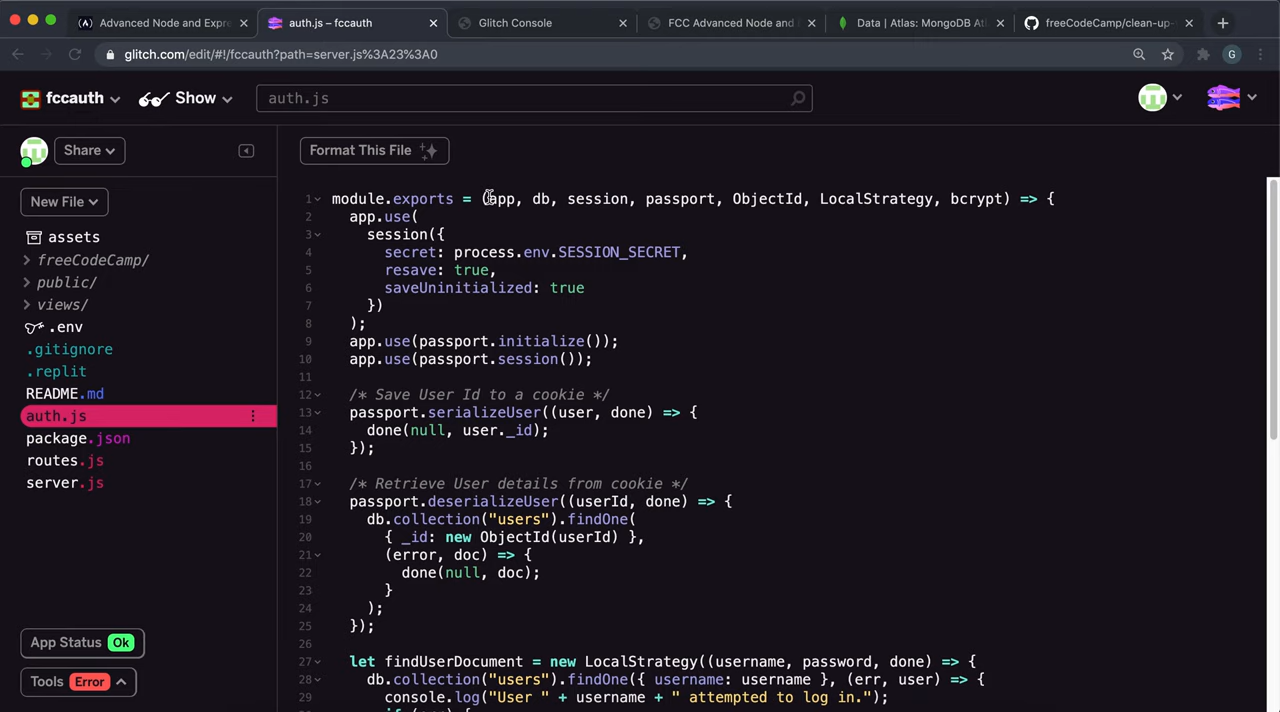 Advanced Node and Expre
auth.js – fccauth
Glitch Console
FCC Advanced Node and
Data | Atlas: MongoDB Atl
freeCodeCamp/clean-up-
glitch.com/edit/#!/fccauth?path=server.js%3A23%3A0
G
fccauth
Show
auth.js
Share
Format This File
New File
assets
freeCodeCamp/
public/
views/
.env
.gitignore
.replit
README.md
auth.js
package.json
routes.js
server.js
App Status Ok
Tools Error
1 module.exports = (app, db, session, passport, ObjectId, LocalStrategy, bcrypt) => {
2 app.use(
3 session({
4 secret: process.env.SESSION_SECRET,
5 resave: true,
6 saveUninitialized: true
7 })
8 );
9 app.use(passport.initialize());
10 app.use(passport.session());
11
12 /* Save User Id to a cookie */
13 passport.serializeUser((user, done) => {
14 done(null, user._id);
15 });
16
17 /* Retrieve User details from cookie */
18 passport.deserializeUser((userId, done) => {
19 db.collection("users").findOne(
20 { _id: new ObjectId(userId) },
21 (error, doc) => {
22 done(null, doc);
23 }
24 );
25 });
26
27 let findUserDocument = new LocalStrategy((username, password, done) => {
28 db.collection("users").findOne({ username: username }, (err, user) => {
29 console.log("User " + username + " attempted to log in.");